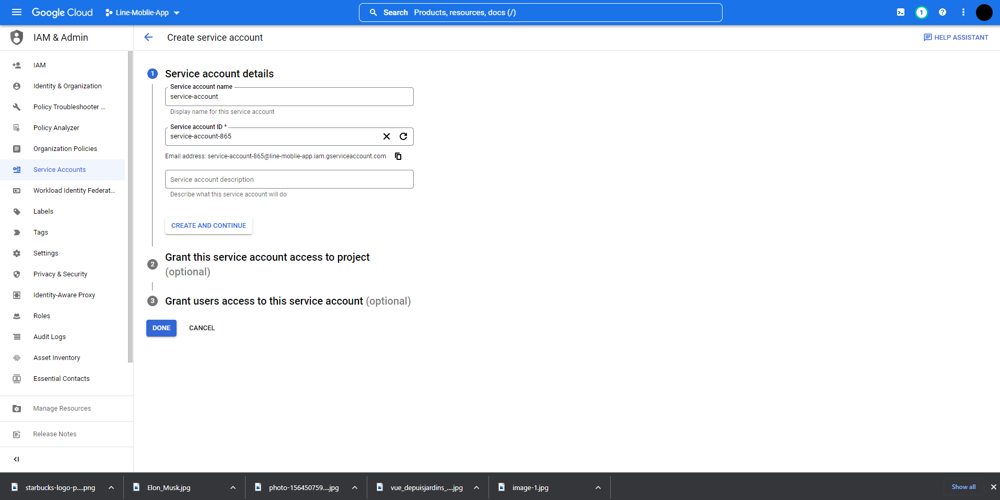 Google Cloud
Line-Moblie-App
Search Products, resources, docs (/)
1
IAM & Admin
Create service account
HELP ASSISTANT
IAM
Identity & Organization
Policy Troubleshooter ...
Policy Analyzer
Organization Policies
Service Accounts
Workload Identity Federat...
Labels
Tags
Settings
Privacy & Security
Identity-Aware Proxy
Roles
Audit Logs
Asset Inventory
Essential Contacts
Manage Resources
Release Notes
1 Service account details
Service account name
service-account
Display name for this service account
Service account ID *
service-account-865
Email address: service-account-865@line-moblie-app.iam.gserviceaccount.com
Service account description
Describe what this service account will do
CREATE AND CONTINUE
2 Grant this service account access to project
(optional)
3 Grant users access to this service account (optional)
DONE CANCEL
starbucks-logo-p....png
Elon_Musk.jpg
photo-156450759....jpg
vue_depuisjardins_....jpg
image-1.jpg
Show all